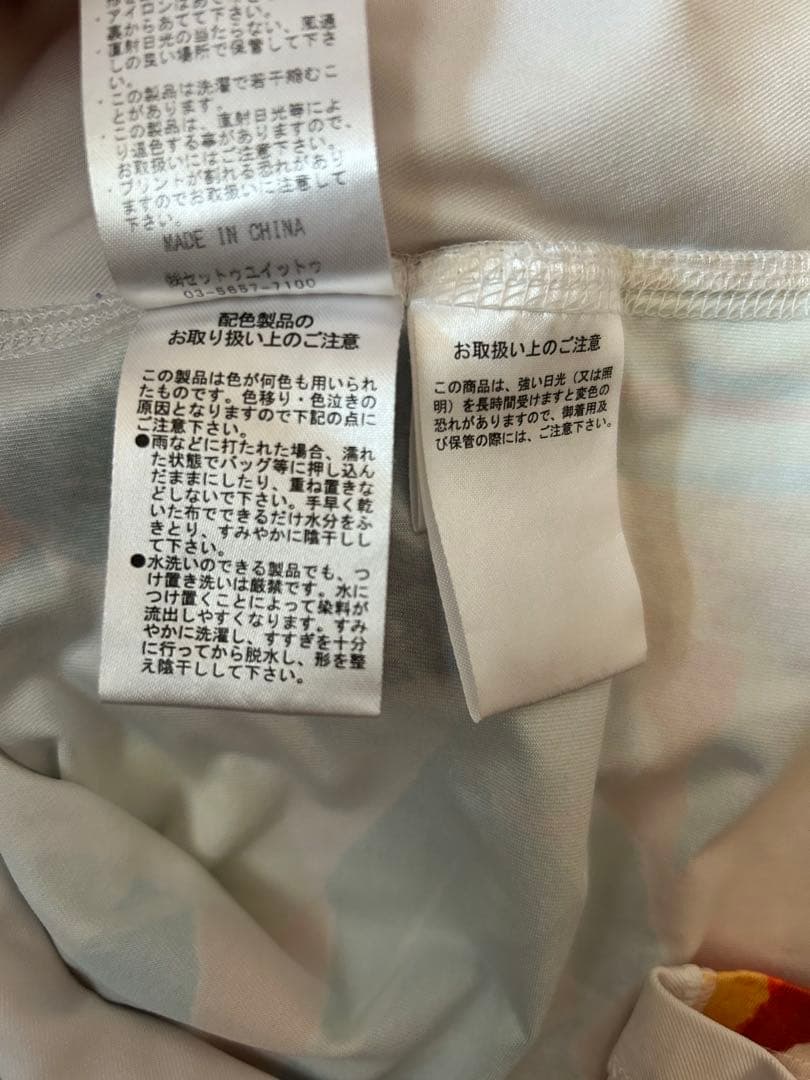 アイロンはあて
裏からあてて下さい。
・直射日光の当たらない、風通
しの良い場所で保管して下さ
い。
・この製品は洗濯で若干縮むこ
とがあります。
・この製品は、直射日光等によ
り退色する事がありますので、
お取扱いにはご注意下さい。
・プリントが割れる恐れがあり
ますのでお取扱いに注意して
下さい。
MADE IN CHINA
㈱セットゥエイットゥ
03-5657-7100
配色製品の
お取り扱い上のご注意
この製品は色が何色も用いられ
たものです。色移り・色泣きの
原因となりますので下記の点に
ご注意下さい。
●雨などに打たれた場合、濡れ
た状態でバッグ等に押し込ん
だままにしたり、重ね置きな
どしないで下さい。手早く乾
いた布でできるだけ水分をふ
きとり、すみやかに陰干しし
て下さい。
●水洗いのできる製品でも、つ
け置き洗いは厳禁です。水に
つけ置くことによって染料が
流出しやすくなります。すみ
やかに洗濯し、すすぎを十分
に行ってから脱水し、形を整
え陰干しして下さい。
お取扱い上のご注意
この商品は、強い日光（又は照
明）を長時間受けますと変色の
恐れがありますので、御着用及
び保管の際には、ご注意下さい。